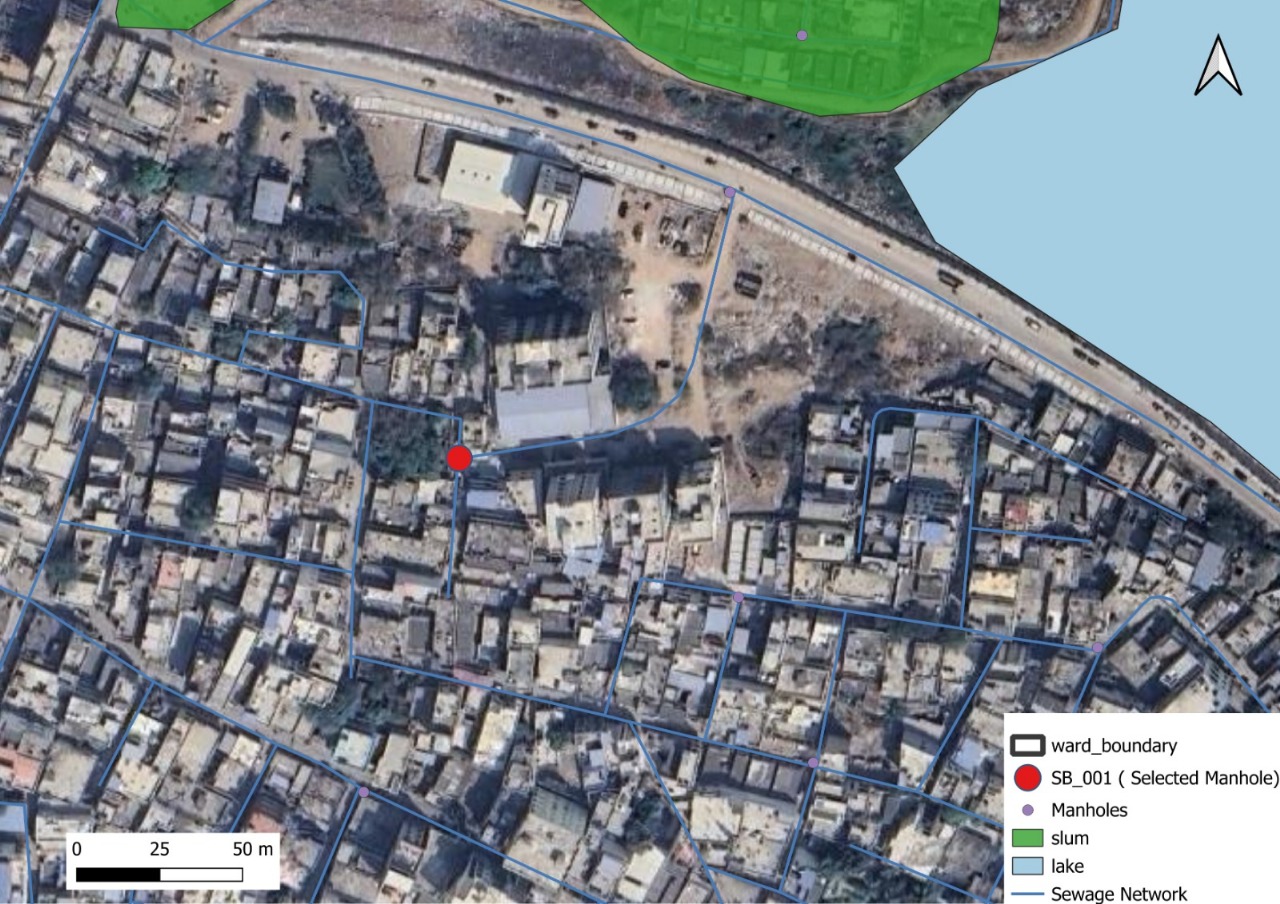 ward_boundary
SB_001 ( Selected Manhole)
Manholes
slum
lake
Sewage Network
0 25 50 m